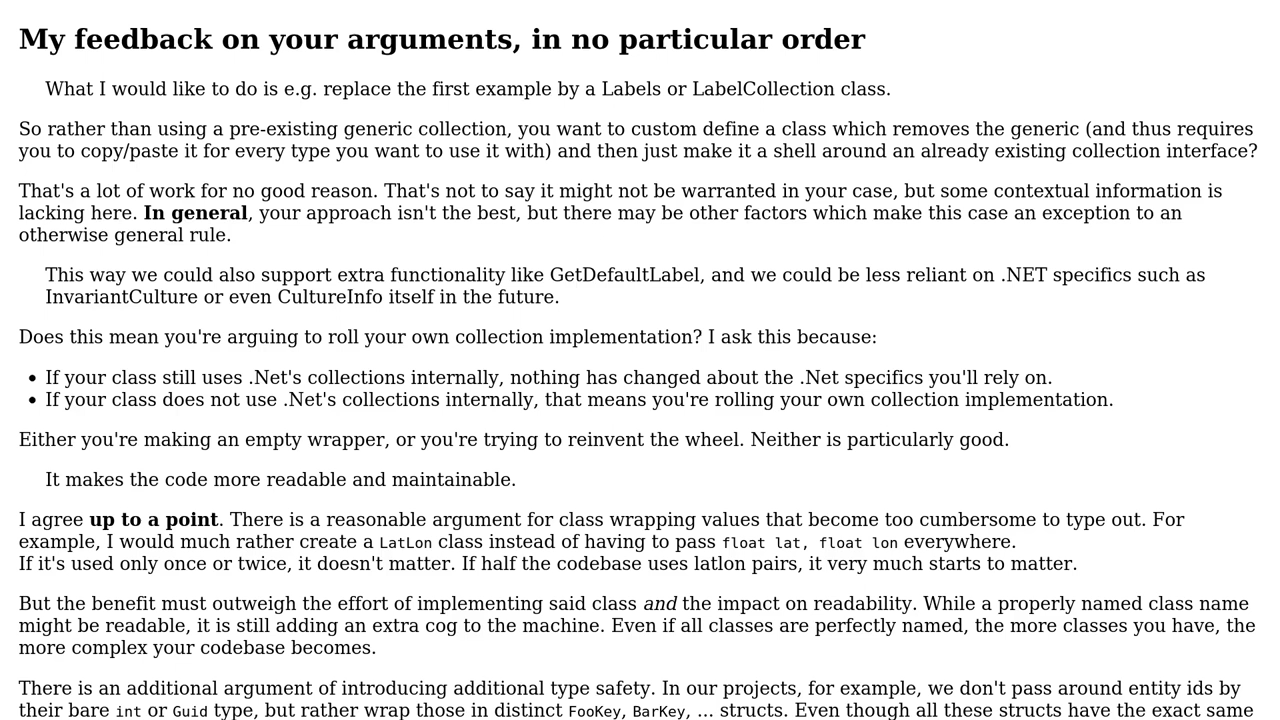 My feedback on your arguments, in no particular order
What I would like to do is e.g. replace the first example by a Labels or LabelCollection class.
So rather than using a pre-existing generic collection, you want to custom define a class which removes the generic (and thus requires
you to copy/paste it for every type you want to use it with) and then just make it a shell around an already existing collection interface?
That's a lot of work for no good reason. That's not to say it might not be warranted in your case, but some contextual information is
lacking here. In general, your approach isn't the best, but there may be other factors which make this case an exception to an
otherwise general rule.
This way we could also support extra functionality like GetDefaultLabel, and we could be less reliant on .NET specifics such as
InvariantCulture or even CultureInfo itself in the future.
Does this mean you're arguing to roll your own collection implementation? I ask this because:
• If your class still uses .Net's collections internally, nothing has changed about the .Net specifics you'll rely on.
• If your class does not use .Net's collections internally, that means you're rolling your own collection implementation.
Either you're making an empty wrapper, or you're trying to reinvent the wheel. Neither is particularly good.
It makes the code more readable and maintainable.
I agree up to a point. There is a reasonable argument for class wrapping values that become too cumbersome to type out. For
example, I would much rather create a LatLon class instead of having to pass float lat, float lon everywhere.
If it's used only once or twice, it doesn't matter. If half the codebase uses latlon pairs, it very much starts to matter.
But the benefit must outweigh the effort of implementing said class and the impact on readability. While a properly named class name
might be readable, it is still adding an extra cog to the machine. Even if all classes are perfectly named, the more classes you have, the
more complex your codebase becomes.
There is an additional argument of introducing additional type safety. In our projects, for example, we don't pass around entity ids by
their bare int or Guid type, but rather wrap those in distinct FooKey, BarKey, ... structs. Even though all these structs have the exact same